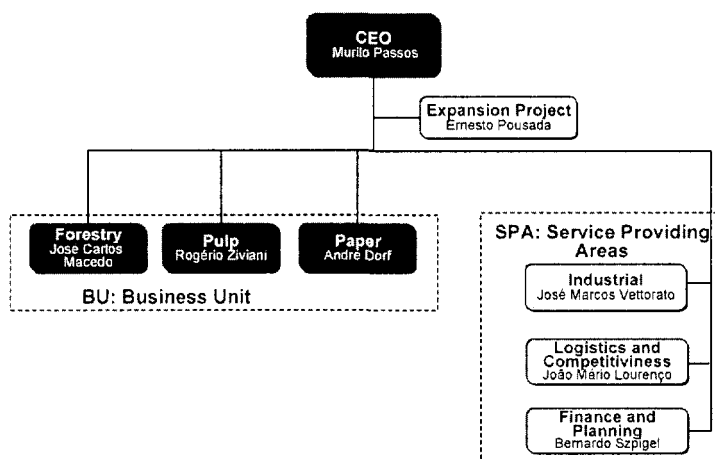 CEO
Murilo Passos
Expansion Project
Ernesto Pousada
Forestry
José Carlos
Macedo
Pulp
Rogério Ziviani
Paper
André Dorf
BU: Business Unit
SPA: Service Providing
Areas
Industrial
José Marcos Vettorato
Logistics and
Competitiviness
João Mário Lourenço
Finance and
Planning
Bernardo Szpigel